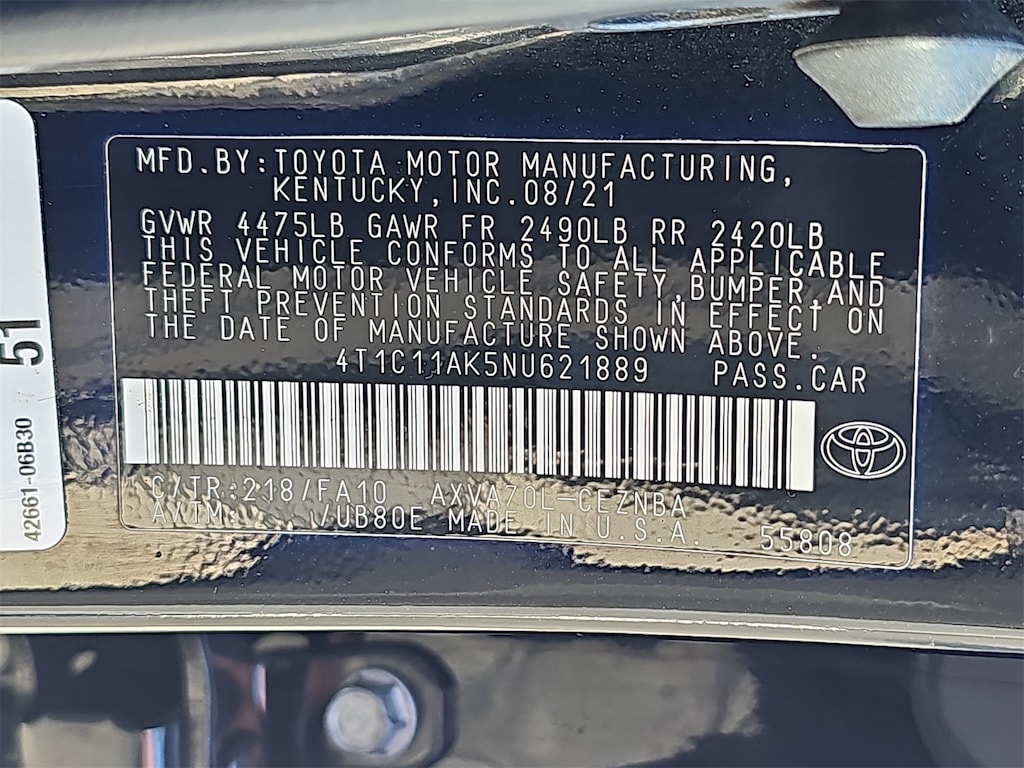 MFD.BY:TOYOTA MOTOR MANUFACTURING,
KENTUCKY,INC.08/21
GVWR 4475LB GAWR FR 2490LB RR 2420LB
THIS VEHICLE CONFORMS TO ALL APPLICABLE
FEDERAL MOTOR VEHICLE SAFETY,BUMPER,AND
THEFT PREVENTION STANDARDS IN EFFECT ON
THE DATE OF MANUFACTURE SHOWN ABOVE.
4T1C11AK5NU621889 PASS.CAR
C/TR:218/FA10 AXVA70L-CEZNBA
A/TM: /UB80E MADE IN U.S.A. 55808
51
42661-06B30